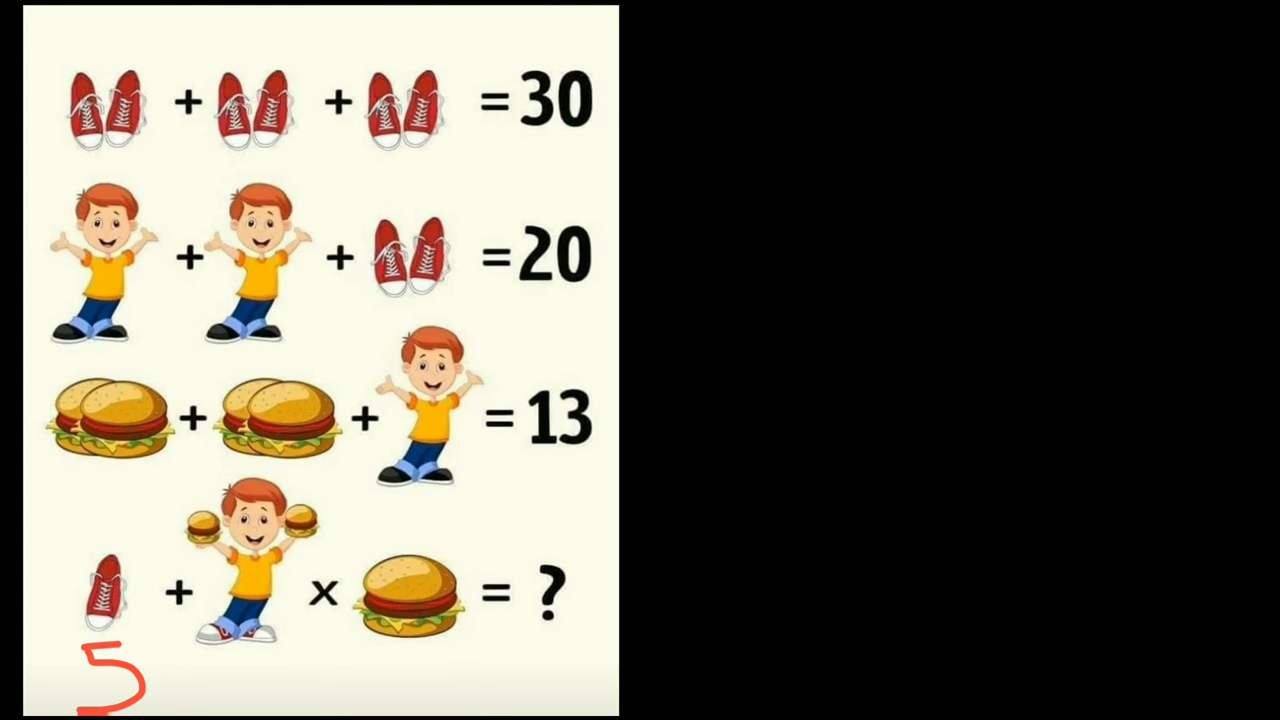 + + = 30
+ + = 20
+ + = 13
+ x = ?
5